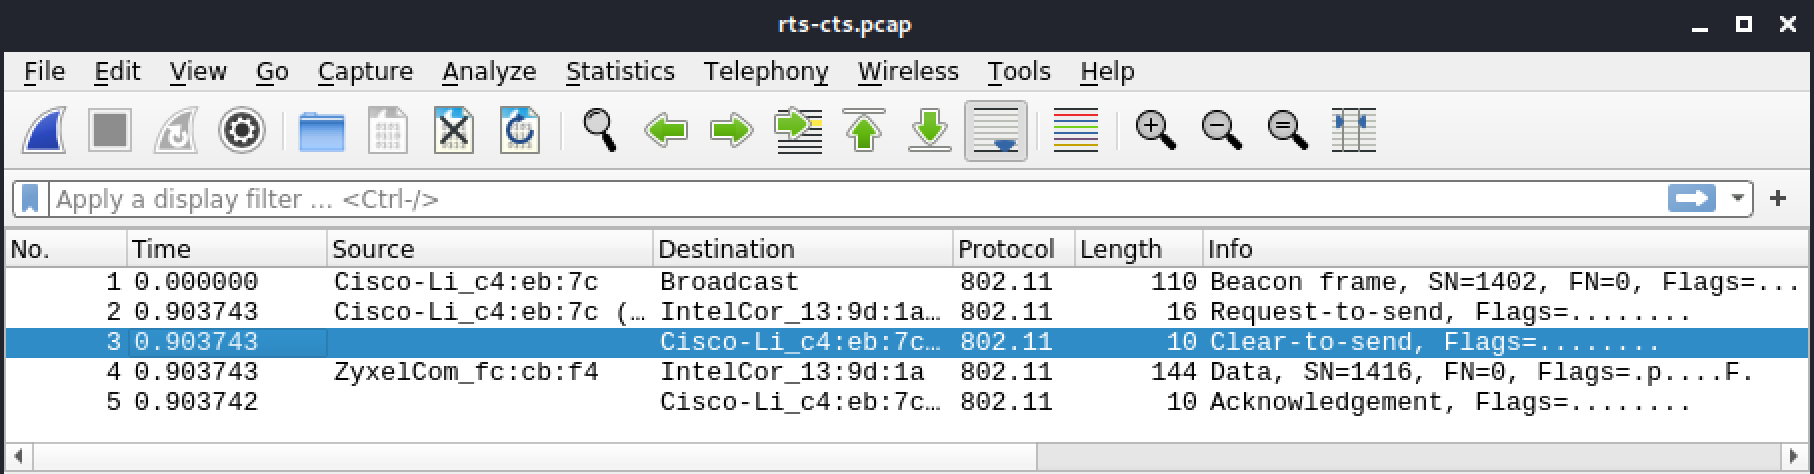 rts-cts.pcap
File Edit View Go Capture Analyze Statistics Telephony Wireless Tools Help
Apply a display filter ... <Ctrl-/>
No. Time Source Destination Protocol Length Info
1 0.000000 Cisco-Li_c4:eb:7c Broadcast 802.11 110 Beacon frame, SN=1402, FN=0, Flags=...
2 0.903743 Cisco-Li_c4:eb:7c (… IntelCor_13:9d:1a… 802.11 16 Request-to-send, Flags=........
3 0.903743 Cisco-Li_c4:eb:7c… 802.11 10 Clear-to-send, Flags=........
4 0.903743 ZyxelCom_fc:cb:f4 IntelCor_13:9d:1a 802.11 144 Data, SN=1416, FN=0, Flags=.p....F.
5 0.903742 Cisco-Li_c4:eb:7c… 802.11 10 Acknowledgement, Flags=........